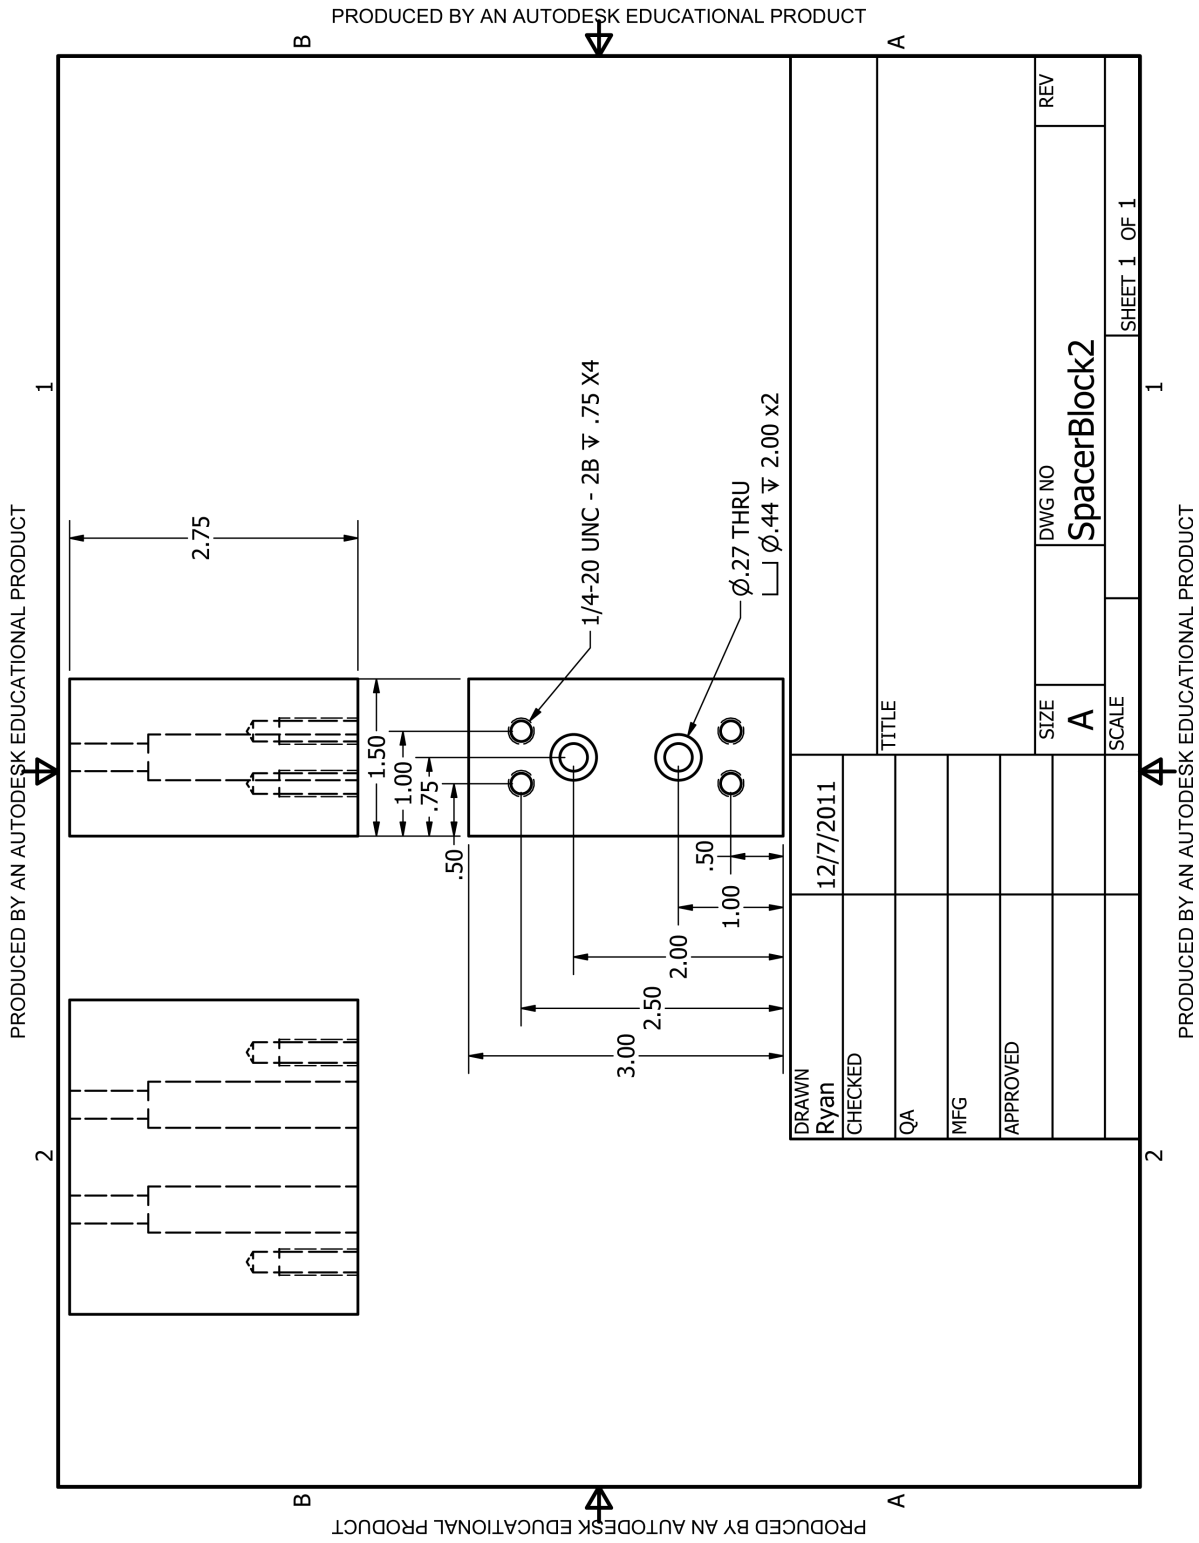 PRODUCED BY AN AUTODESK EDUCATIONAL PRODUCT
PRODUCED BY AN AUTODESK EDUCATIONAL PRODUCT
PRODUCED BY AN AUTODESK EDUCATIONAL PRODUCT
PRODUCED BY AN AUTODESK EDUCATIONAL PRODUCT
2
1
B
B
2.75
1.50
1.00
.75
.50
3.00
2.50
2.00
1.00
.50
1/4-20 UNC - 2B ↧ .75 X4
Ø.27 THRU
⌴ Ø.44 ↧ 2.00 x2
A
A
DRAWN
Ryan
12/7/2011
CHECKED
QA
MFG
APPROVED
TITLE
SIZE
A
DWG NO
SpacerBlock2
REV
SCALE
SHEET 1 OF 1
2
1